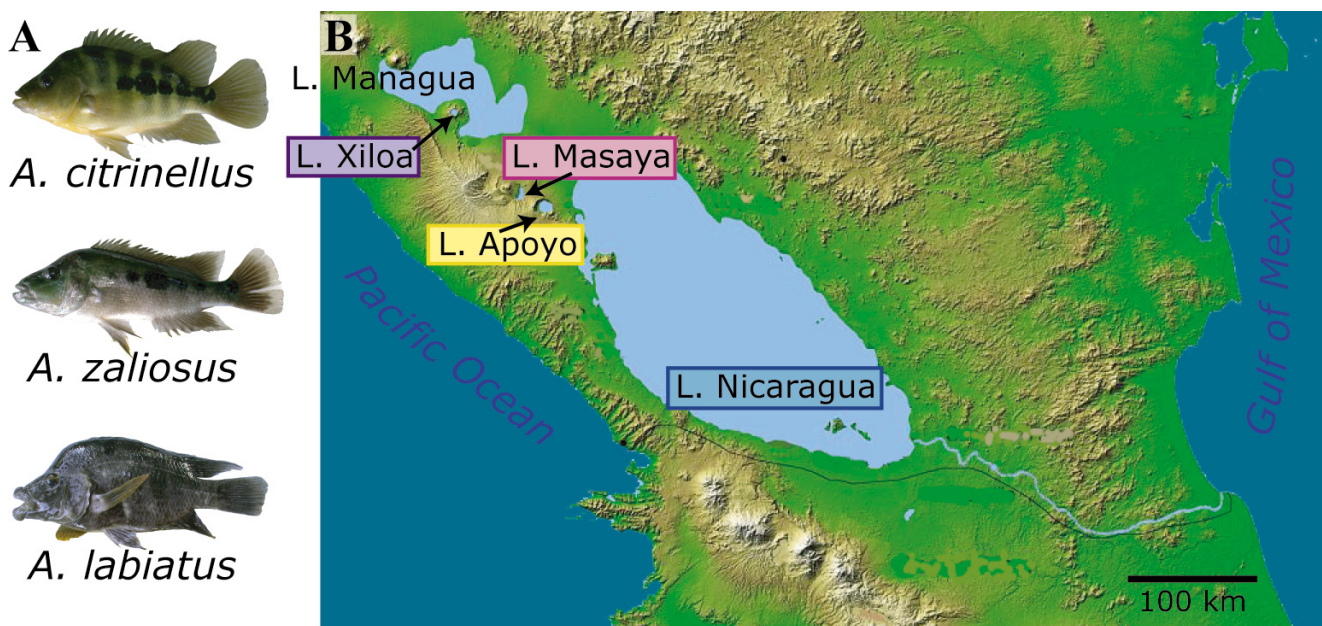 A
A. citrinellus
A. zaliosus
A. labiatus
B
L. Managua
L. Xiloa
L. Masaya
L. Apoyo
Pacific Ocean
L. Nicaragua
Gulf of Mexico
100 km